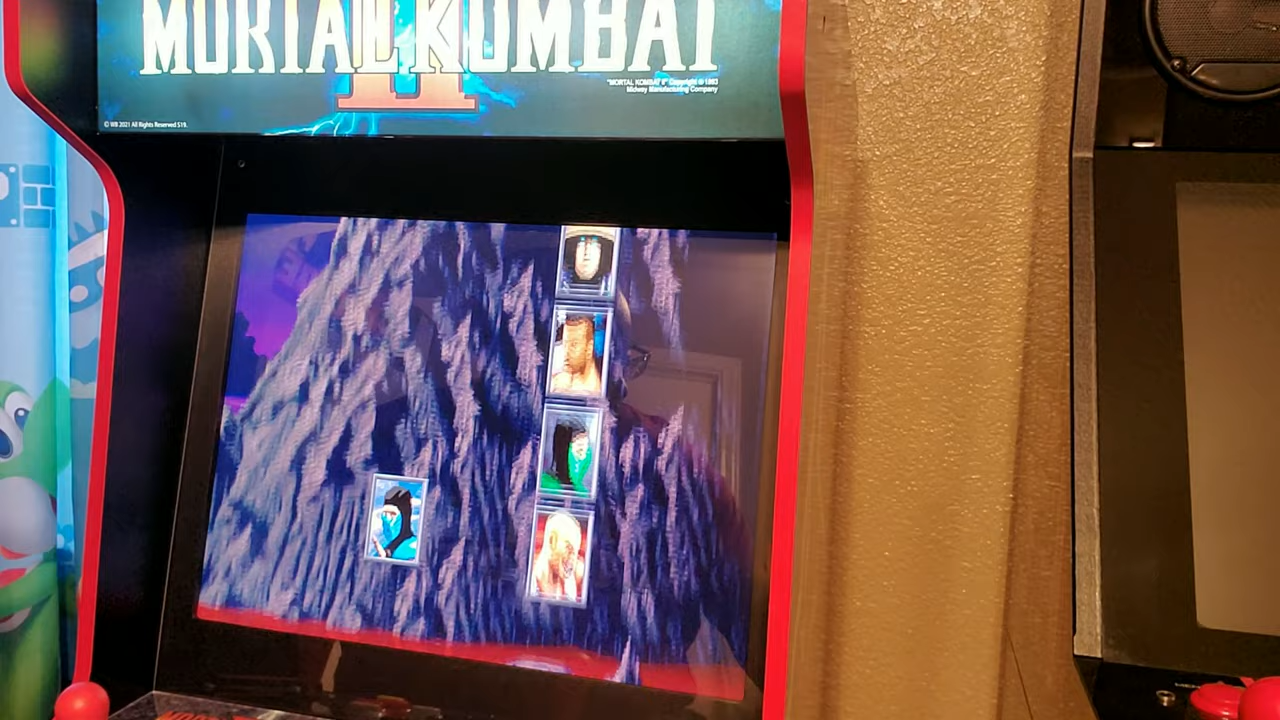 MORTAL KOMBAT
II
"MORTAL KOMBAT II" Copyright © 1993
Midway Manufacturing Company
© WB 2021 All Rights Reserved S19.